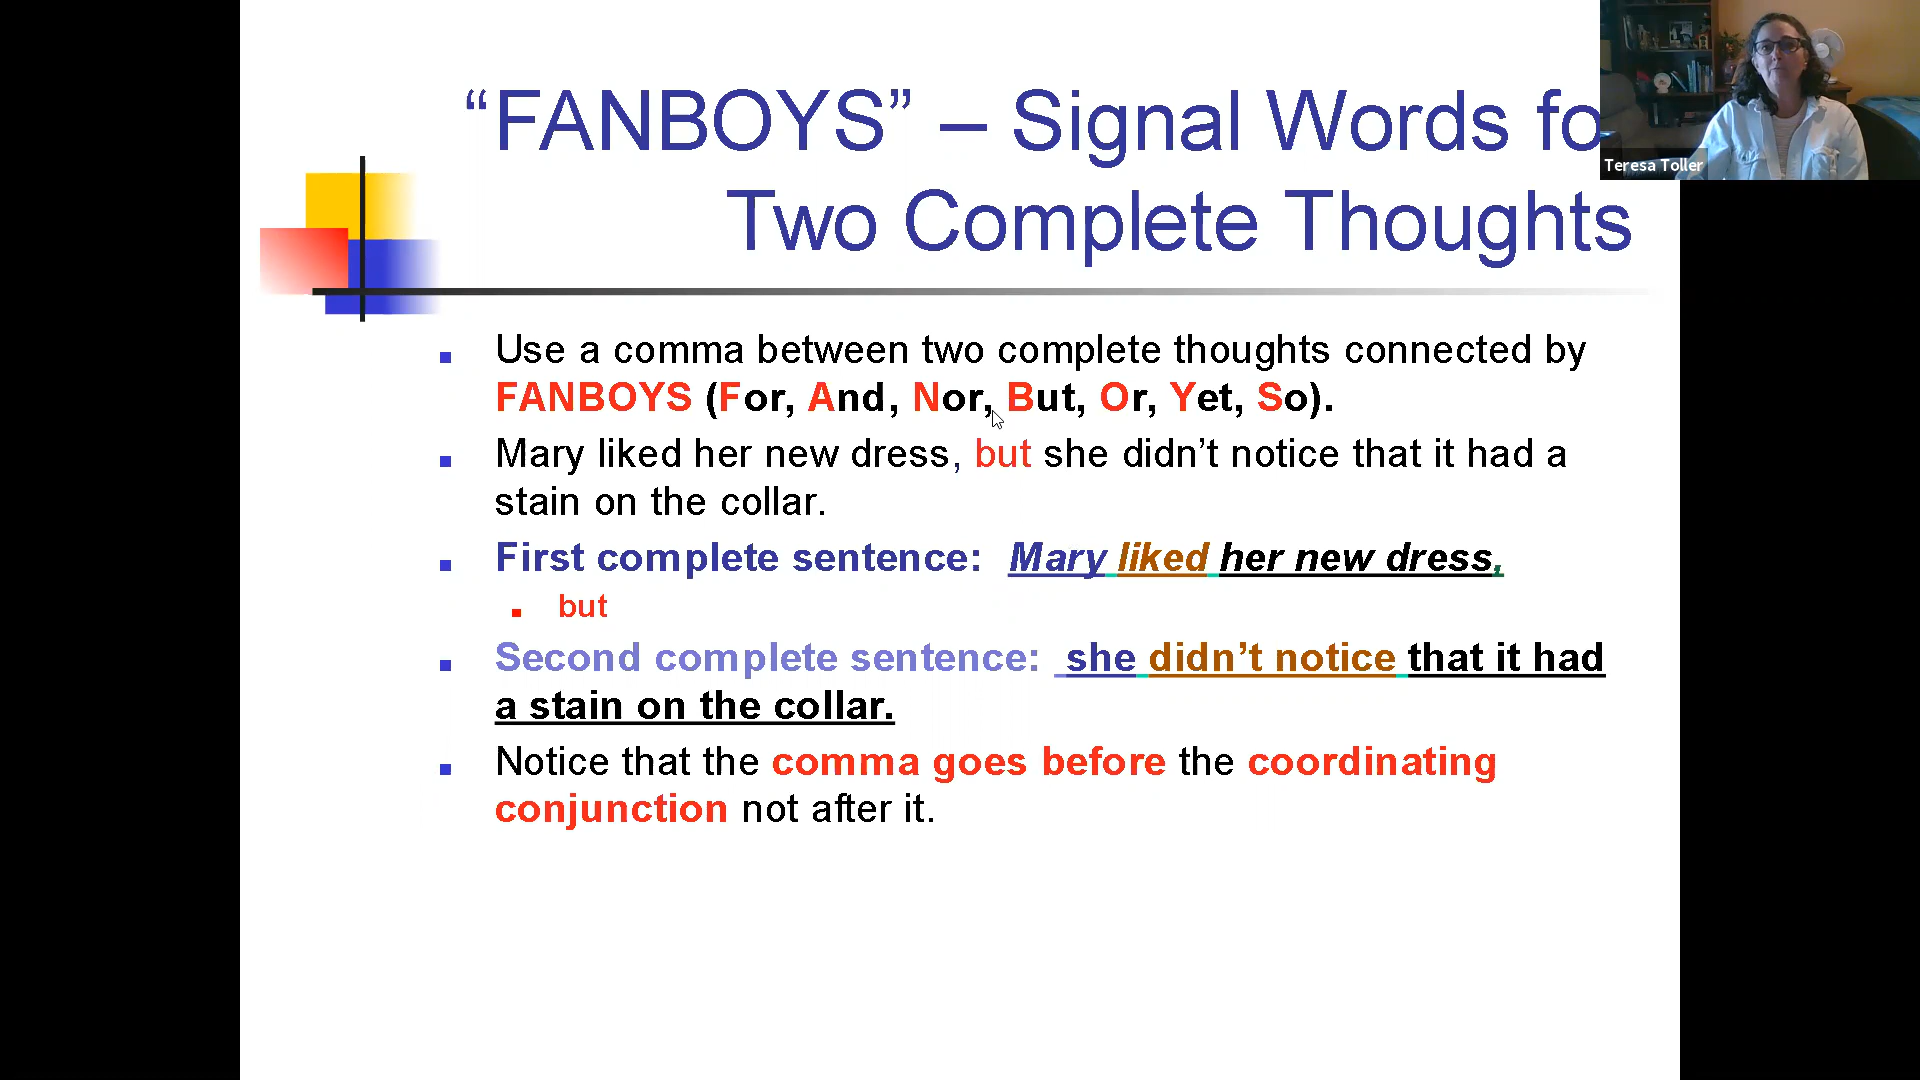 “FANBOYS” – Signal Words fo
Two Complete Thoughts
Teresa Toller
Use a comma between two complete thoughts connected by
FANBOYS (For, And, Nor, But, Or, Yet, So).
Mary liked her new dress, but she didn’t notice that it had a
stain on the collar.
First complete sentence: Mary liked her new dress,
but
Second complete sentence: she didn’t notice that it had
a stain on the collar.
Notice that the comma goes before the coordinating
conjunction not after it.